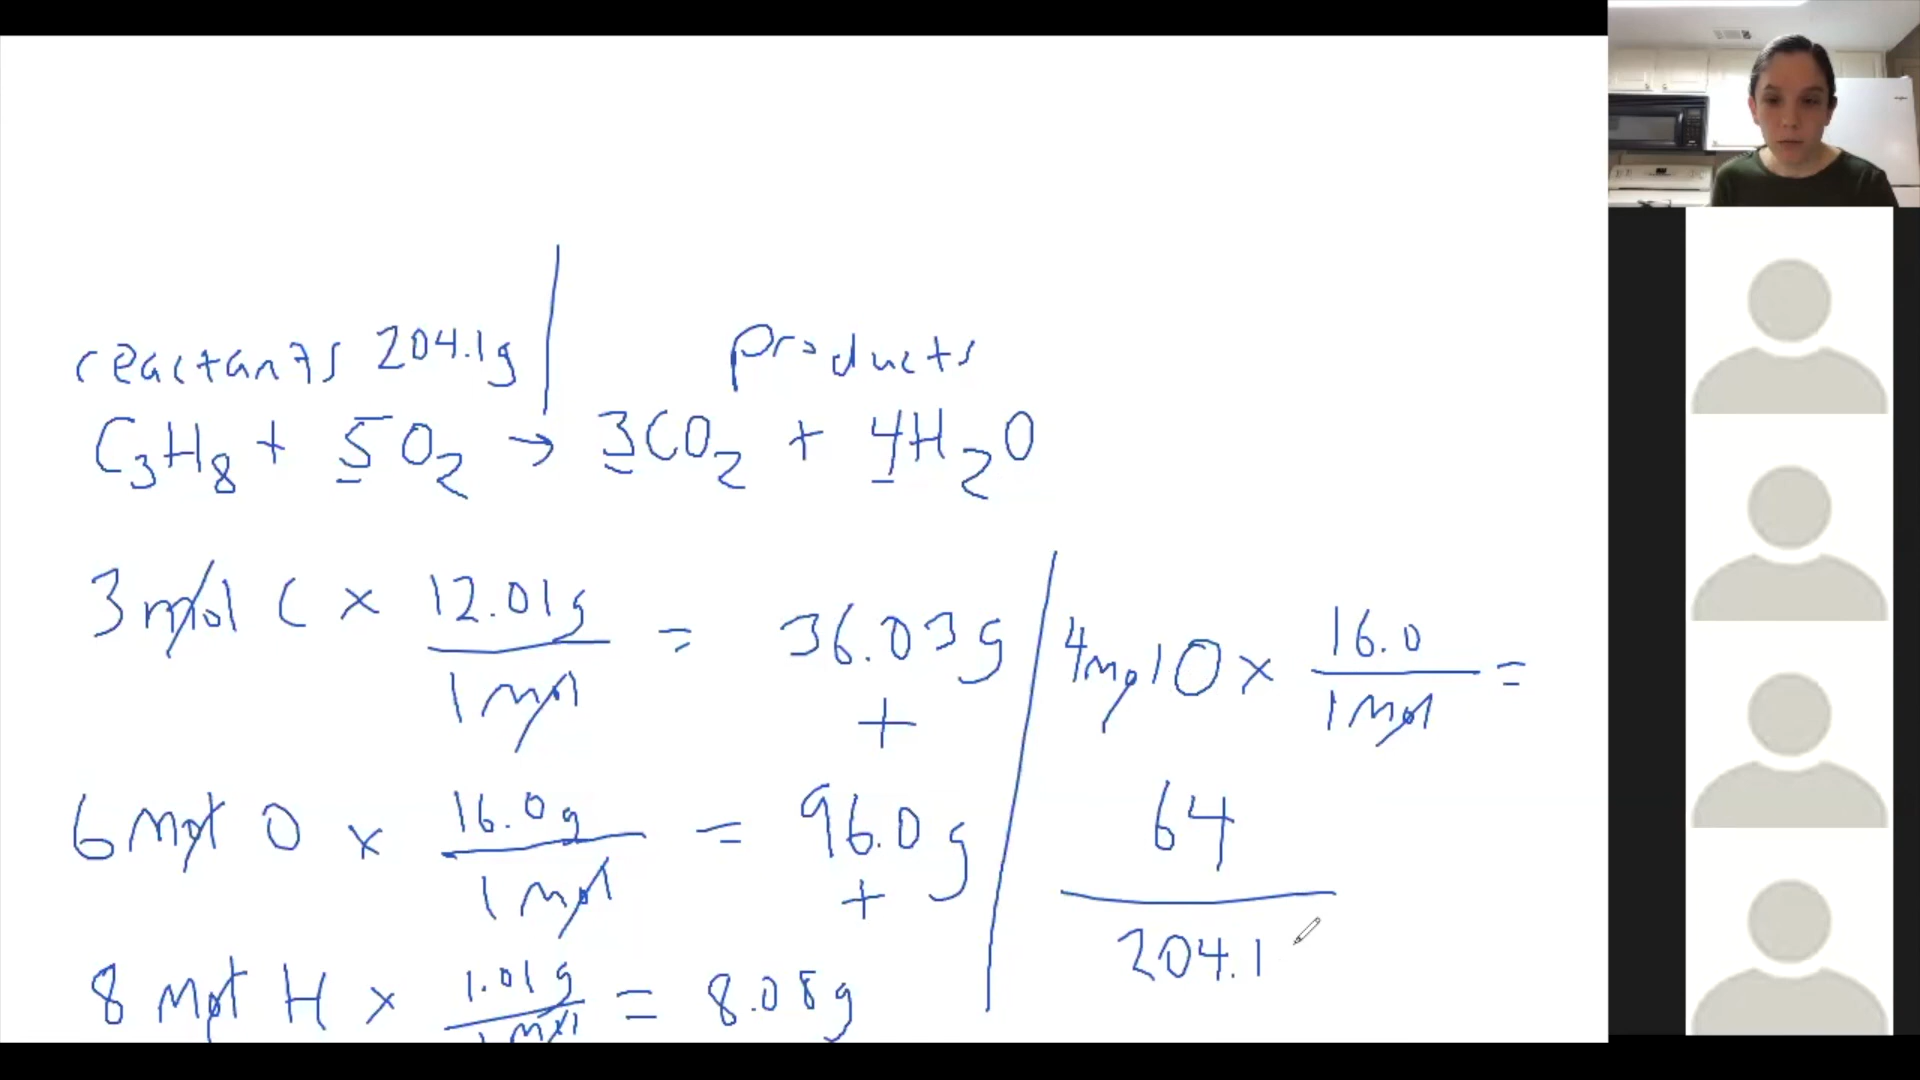 reactants 204.1g
products
C3H8 + 5O2 → 3CO2 + 4H2O
3 mol C × 12.01g / 1 mol = 36.03g
+
6 mol O × 16.0g / 1 mol = 96.0g
+
8 mol H × 1.01g / 1 mol = 8.08g
4 mol O × 16.0 / 1 mol =
64
204.1